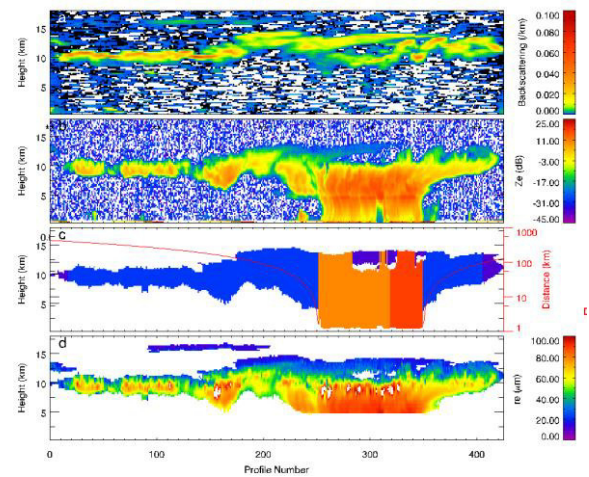 a
15
10
5
Height (km)
0.100
0.080
0.060
0.040
0.020
0.000
Backscattering (/km)
b
15
10
5
Height (km)
25.00
11.00
-3.00
-17.00
-31.00
-45.00
Ze (dB)
c
0
15
10
5
Height (km)
1000
100
10
1
Distance (km)
d
15
10
5
Height (km)
100.00
80.00
60.00
40.00
20.00
0.00
re (μm)
0 100 200 300 400
Profile Number